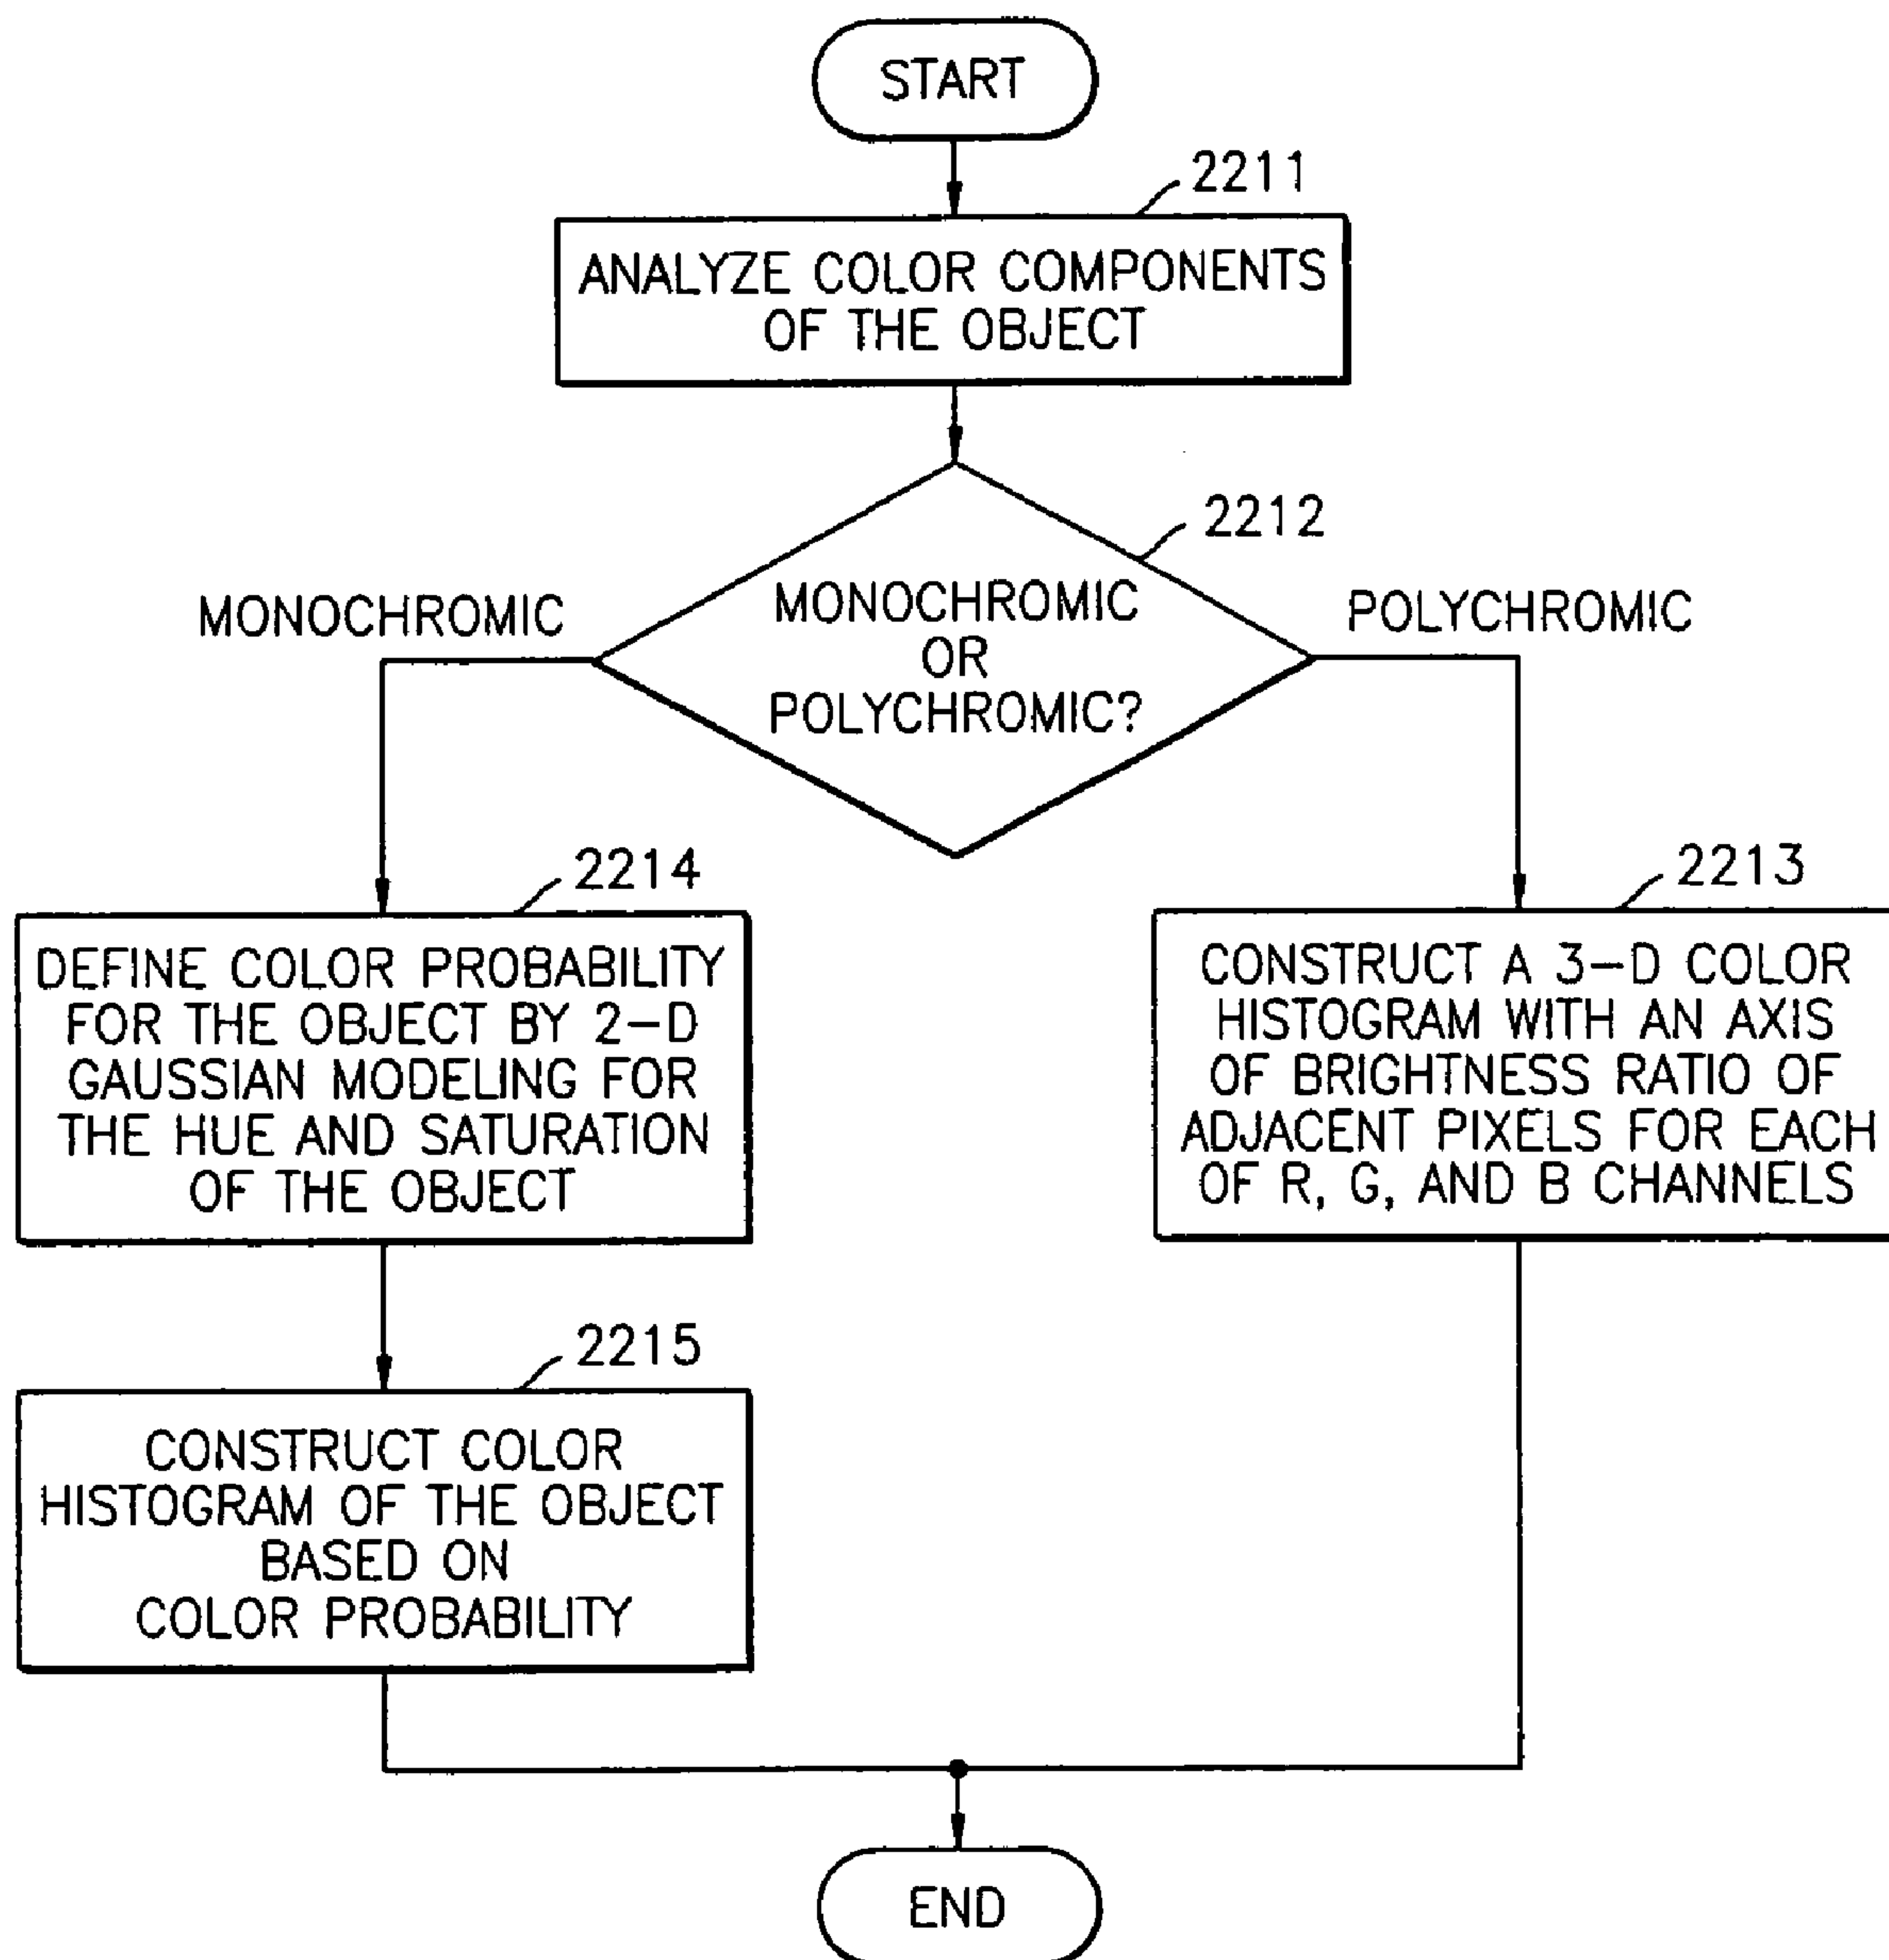 START
2211
ANALYZE COLOR COMPONENTS
OF THE OBJECT
2212
MONOCHROMIC
MONOCHROMIC
OR
POLYCHROMIC?
POLYCHROMIC
2214
DEFINE COLOR PROBABILITY
FOR THE OBJECT BY 2-D
GAUSSIAN MODELING FOR
THE HUE AND SATURATION
OF THE OBJECT
2213
CONSTRUCT A 3-D COLOR
HISTOGRAM WITH AN AXIS
OF BRIGHTNESS RATIO OF
ADJACENT PIXELS FOR EACH
OF R, G, AND B CHANNELS
2215
CONSTRUCT COLOR
HISTOGRAM OF THE OBJECT
BASED ON
COLOR PROBABILITY
END